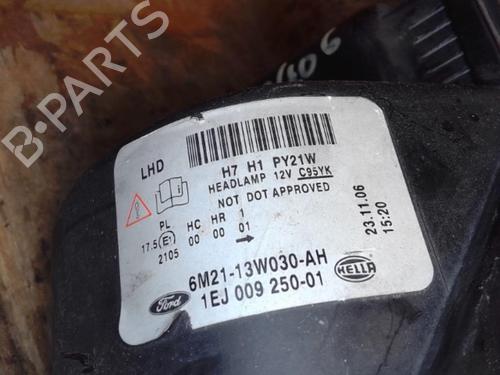 B-PARTS
LHD
H7 H1 PY21W
HEADLAMP 12V C95YK
NOT DOT APPROVED
PL HC HR 1
17.5 E1 00 00 01
2105
23.11.06
15:20
Ford
6M21-13W030-AH
1EJ 009 250-01
HELLA